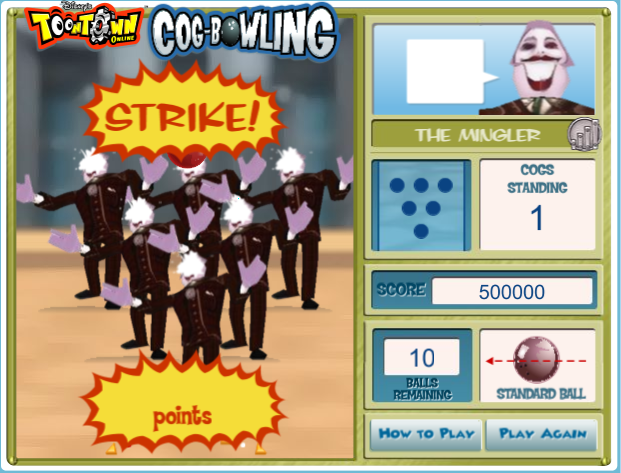 Disney's
TOONTOWN
ONLINE
COG-BOWLING
STRIKE!
THE MINGLER
COGS
STANDING
1
SCORE 500000
10
BALLS
REMAINING
STANDARD BALL
points
HOW TO PLAY
PLAY AGAIN